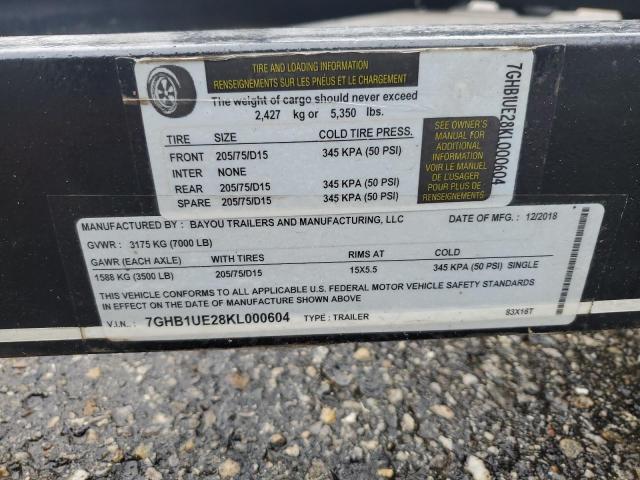 TIRE AND LOADING INFORMATION
RENSEIGNEMENTS SUR LES PNÉUS ET LE CHARGEMENT
The weight of cargo should never exceed
2,427 kg or 5,350 lbs.
TIRE SIZE COLD TIRE PRESS.
FRONT 205/75/D15 345 KPA (50 PSI)
INTER NONE
REAR 205/75/D15 345 KPA (50 PSI)
SPARE 205/75/D15 345 KPA (50 PSI)
SEE OWNER'S
MANUAL FOR
ADDITIONAL
INFORMATION
VOIR LE MANUEL
DE L'USAGER
POUR PLUS DE
RENSEIGNEMENTS
7GHB1UE28KL000604
MANUFACTURED BY : BAYOU TRAILERS AND MANUFACTURING, LLC DATE OF MFG. : 12/2018
GVWR : 3175 KG (7000 LB)
GAWR (EACH AXLE) WITH TIRES RIMS AT COLD
1588 KG (3500 LB) 205/75/D15 15X5.5 345 KPA (50 PSI) SINGLE
THIS VEHICLE CONFORMS TO ALL APPLICABLE U.S. FEDERAL MOTOR VEHICLE SAFETY STANDARDS
IN EFFECT ON THE DATE OF MANUFACTURE SHOWN ABOVE
V.I.N. : 7GHB1UE28KL000604 TYPE : TRAILER 83X16T